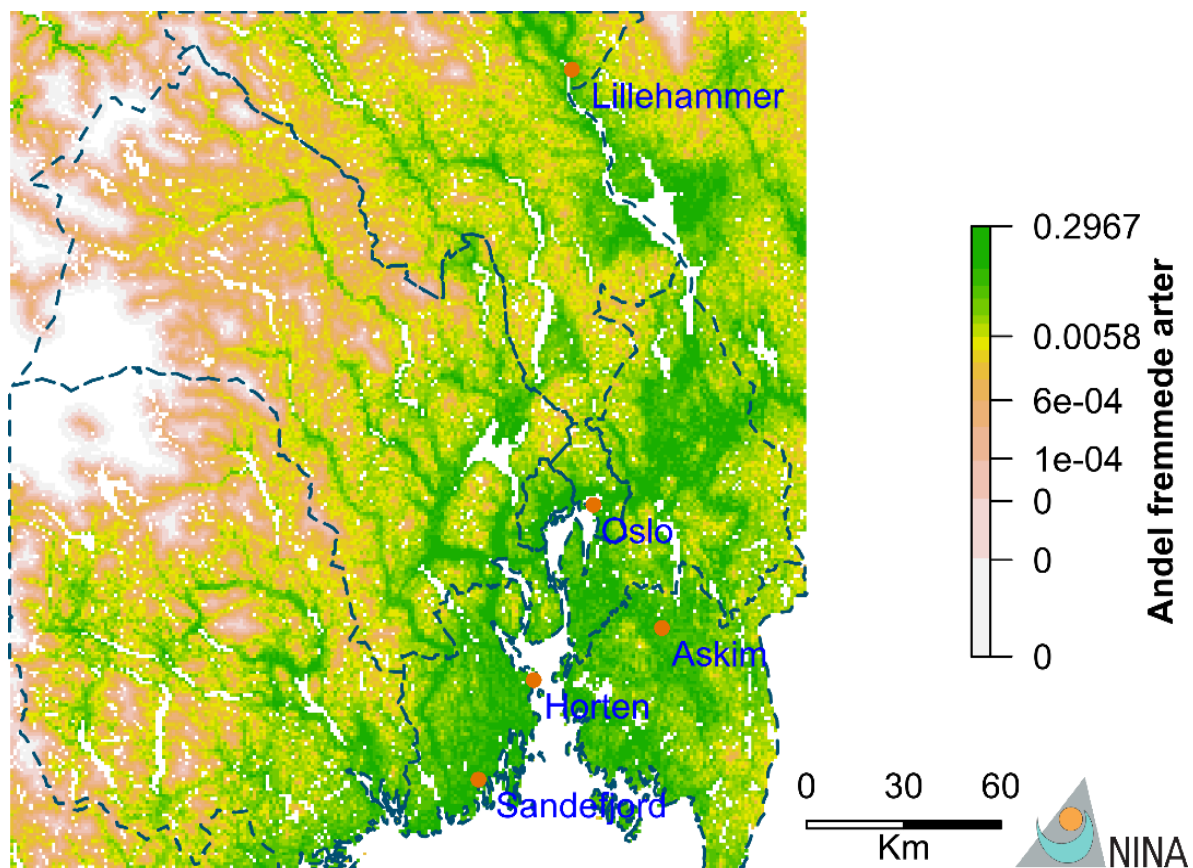 Lillehammer
Oslo
Askim
Horten
Sandefjord
0.2967
0.0058
6e-04
1e-04
0
0
0
Andel fremmede arter
0 30 60
Km
NINA